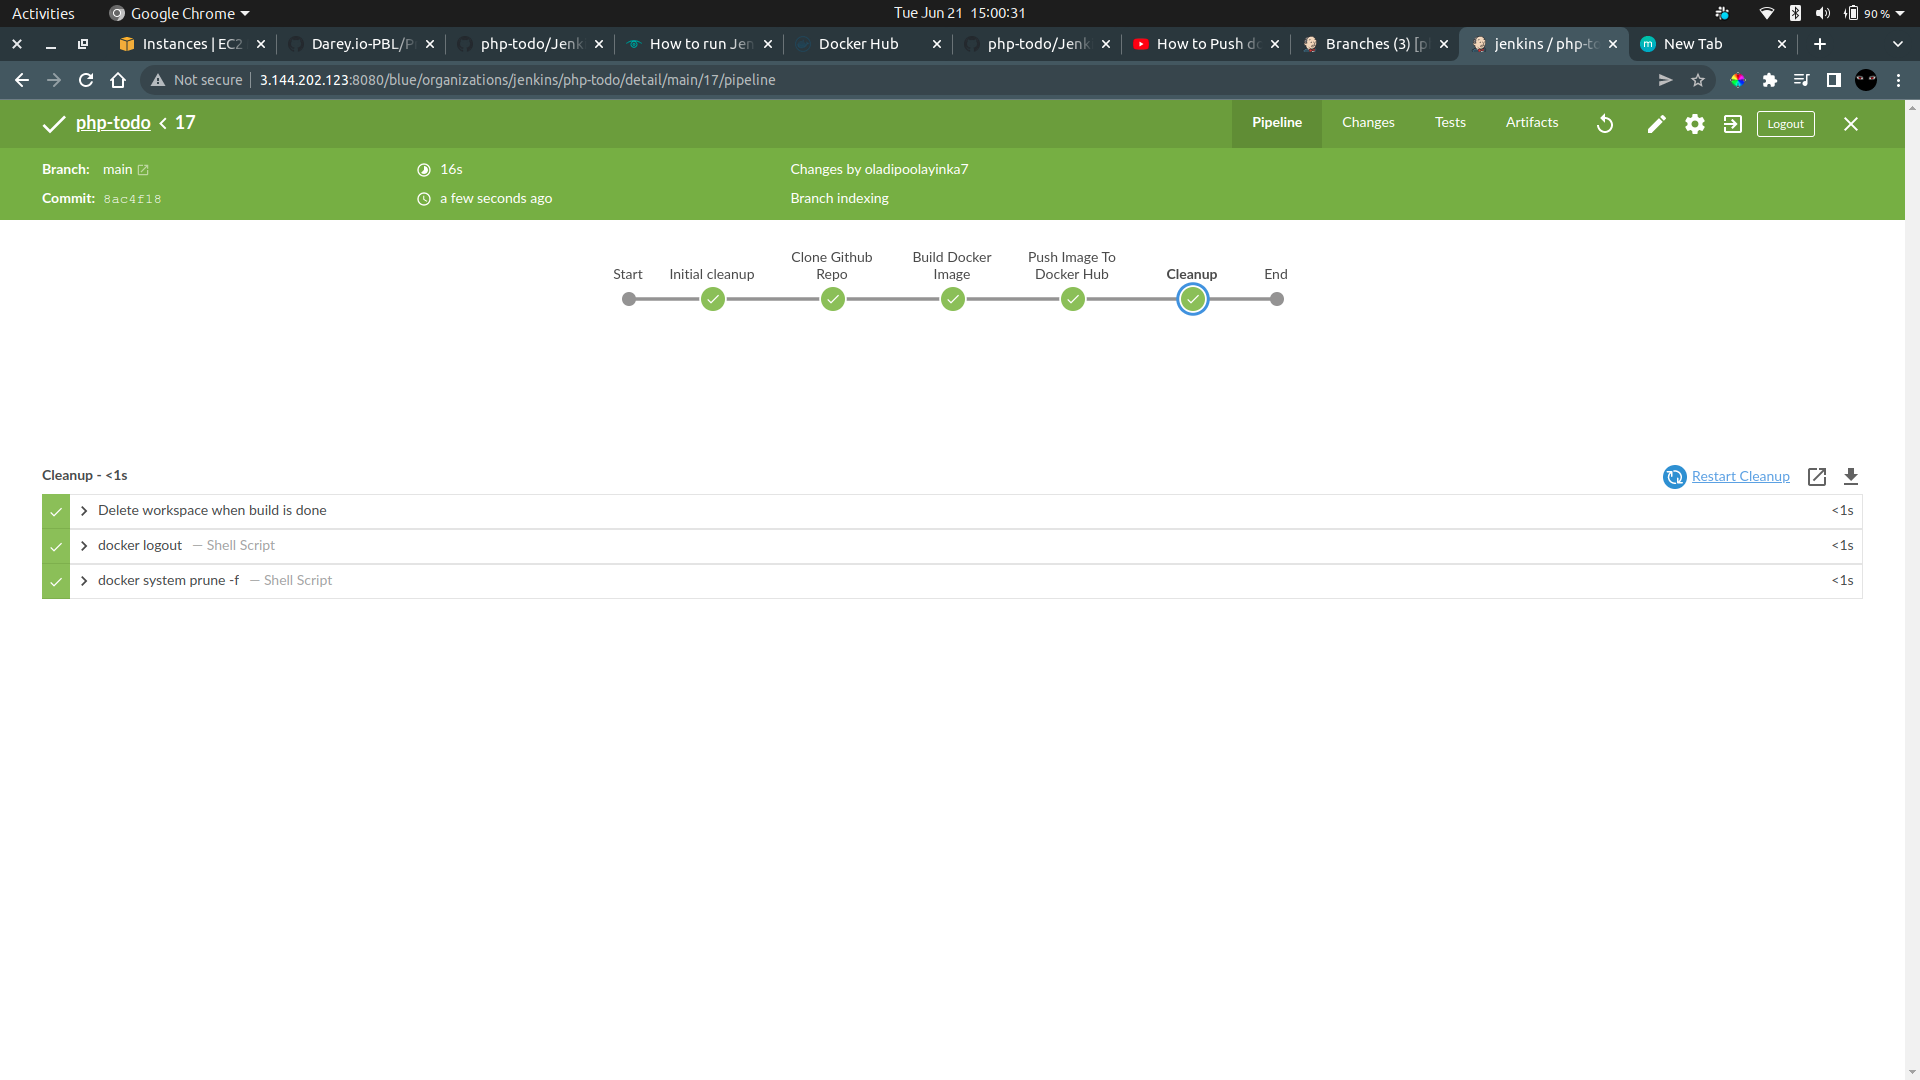 Activities
Google Chrome
Tue Jun 21 15:00:31
90 %
Instances | EC2
Darey.io-PBL/P
php-todo/Jenk
How to run Jen
Docker Hub
php-todo/Jenk
How to Push do
Branches (3) [p
jenkins / php-to
New Tab
Not secure
3.144.202.123:8080/blue/organizations/jenkins/php-todo/detail/main/17/pipeline
php-todo < 17
Pipeline
Changes
Tests
Artifacts
Logout
Branch: main
16s
Changes by oladipoolayinka7
Commit: 8ac4f18
a few seconds ago
Branch indexing
Start
Initial cleanup
Clone Github
Repo
Build Docker
Image
Push Image To
Docker Hub
Cleanup
End
Cleanup - <1s
Restart Cleanup
Delete workspace when build is done
<1s
docker logout — Shell Script
<1s
docker system prune -f — Shell Script
<1s